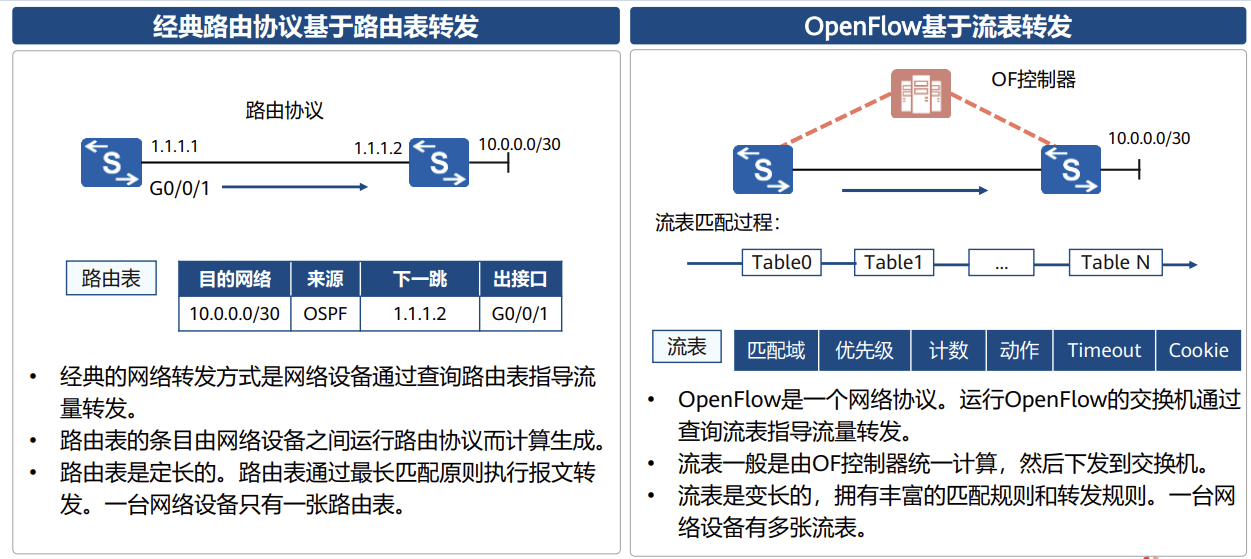 经典路由协议基于路由表转发
路由协议
1.1.1.1
1.1.1.2
10.0.0.0/30
S
S
G0/0/1
路由表
目的网络 来源 下一跳 出接口
10.0.0.0/30 OSPF 1.1.1.2 G0/0/1
• 经典的网络转发方式是网络设备通过查询路由表指导流
量转发。
• 路由表的条目由网络设备之间运行路由协议而计算生成。
• 路由表是定长的。路由表通过最长匹配原则执行报文转
发。一台网络设备只有一张路由表。
OpenFlow基于流表转发
OF控制器
10.0.0.0/30
S
S
流表匹配过程：
Table0 Table1 ... Table N
流表
匹配域 优先级 计数 动作 Timeout Cookie
• OpenFlow是一个网络协议。运行OpenFlow的交换机通过
查询流表指导流量转发。
• 流表一般是由OF控制器统一计算，然后下发到交换机。
• 流表是变长的，拥有丰富的匹配规则和转发规则。一台网
络设备有多张流表。